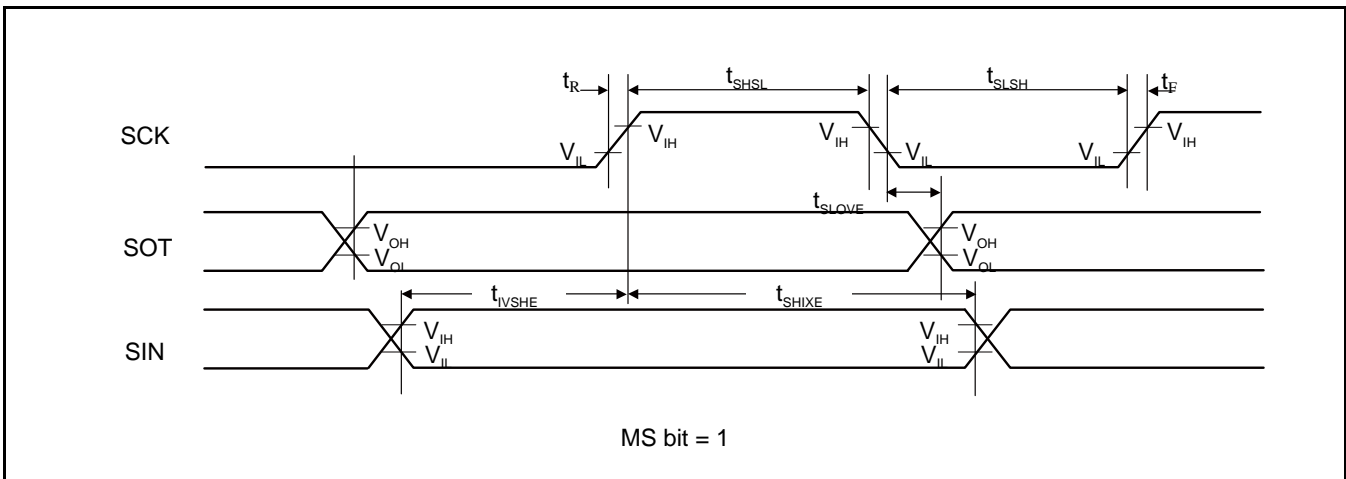 tR tSHSL tSLSH tF
SCK VIL VIH VIH VIL VIL VIH
tSLOVE
SOT VOH VOL VOH VOL
tIVSHE tSHIXE
SIN VIH VIL VIH VIL
MS bit = 1